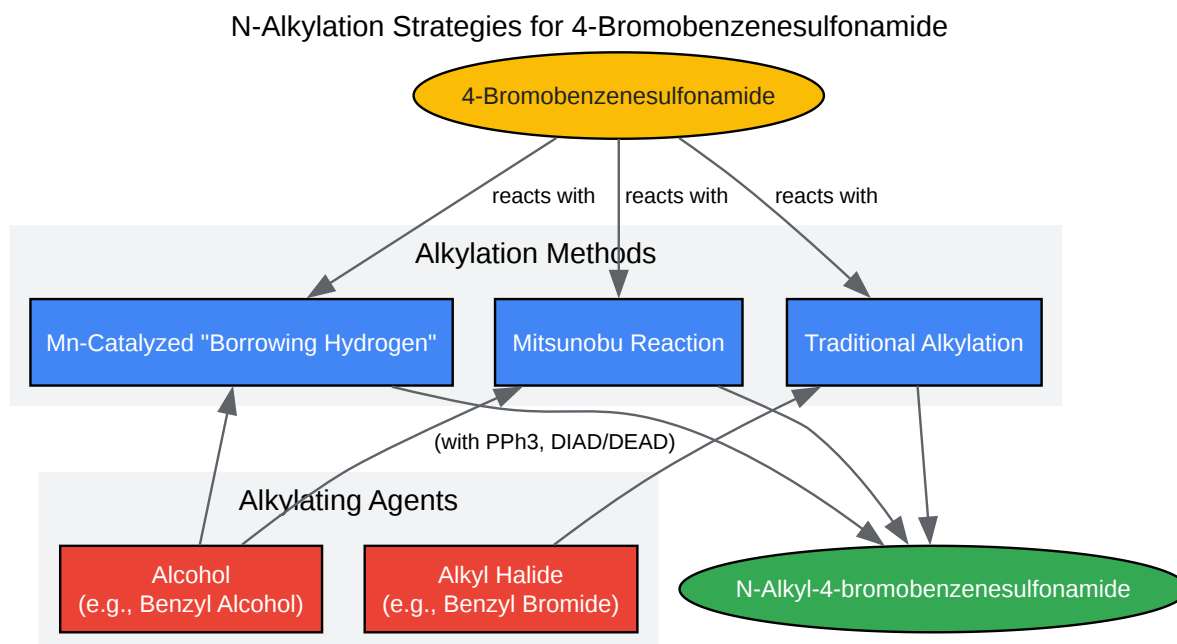 N-Alkylation Strategies for 4-Bromobenzenesulfonamide
4-Bromobenzenesulfonamide
reacts with
reacts with
reacts with
Alkylation Methods
Mn-Catalyzed "Borrowing Hydrogen"
Mitsunobu Reaction
Traditional Alkylation
(with PPh3, DIAD/DEAD)
Alkylating Agents
Alcohol
(e.g., Benzyl Alcohol)
Alkyl Halide
(e.g., Benzyl Bromide)
N-Alkyl-4-bromobenzenesulfonamide